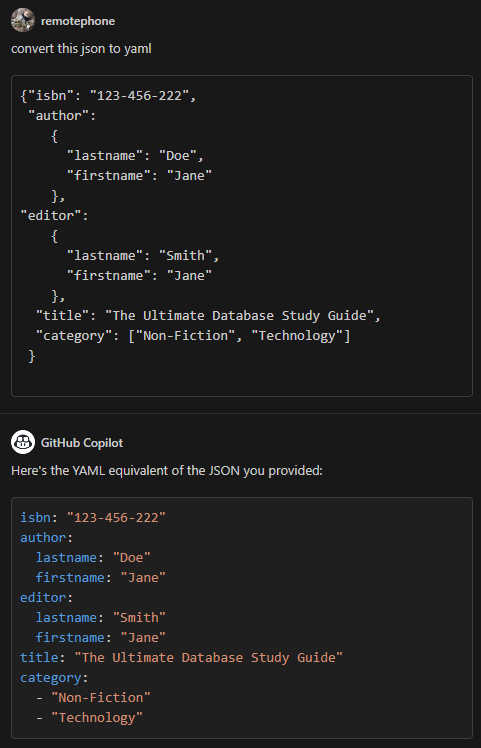 remotephone
convert this json to yaml
{"isbn": "123-456-222",
 "author":
    {
      "lastname": "Doe",
      "firstname": "Jane"
    },
"editor":
    {
      "lastname": "Smith",
      "firstname": "Jane"
    },
  "title": "The Ultimate Database Study Guide",
  "category": ["Non-Fiction", "Technology"]
 }
GitHub Copilot
Here's the YAML equivalent of the JSON you provided:
isbn: "123-456-222"
author:
  lastname: "Doe"
  firstname: "Jane"
editor:
  lastname: "Smith"
  firstname: "Jane"
title: "The Ultimate Database Study Guide"
category:
  - "Non-Fiction"
  - "Technology"